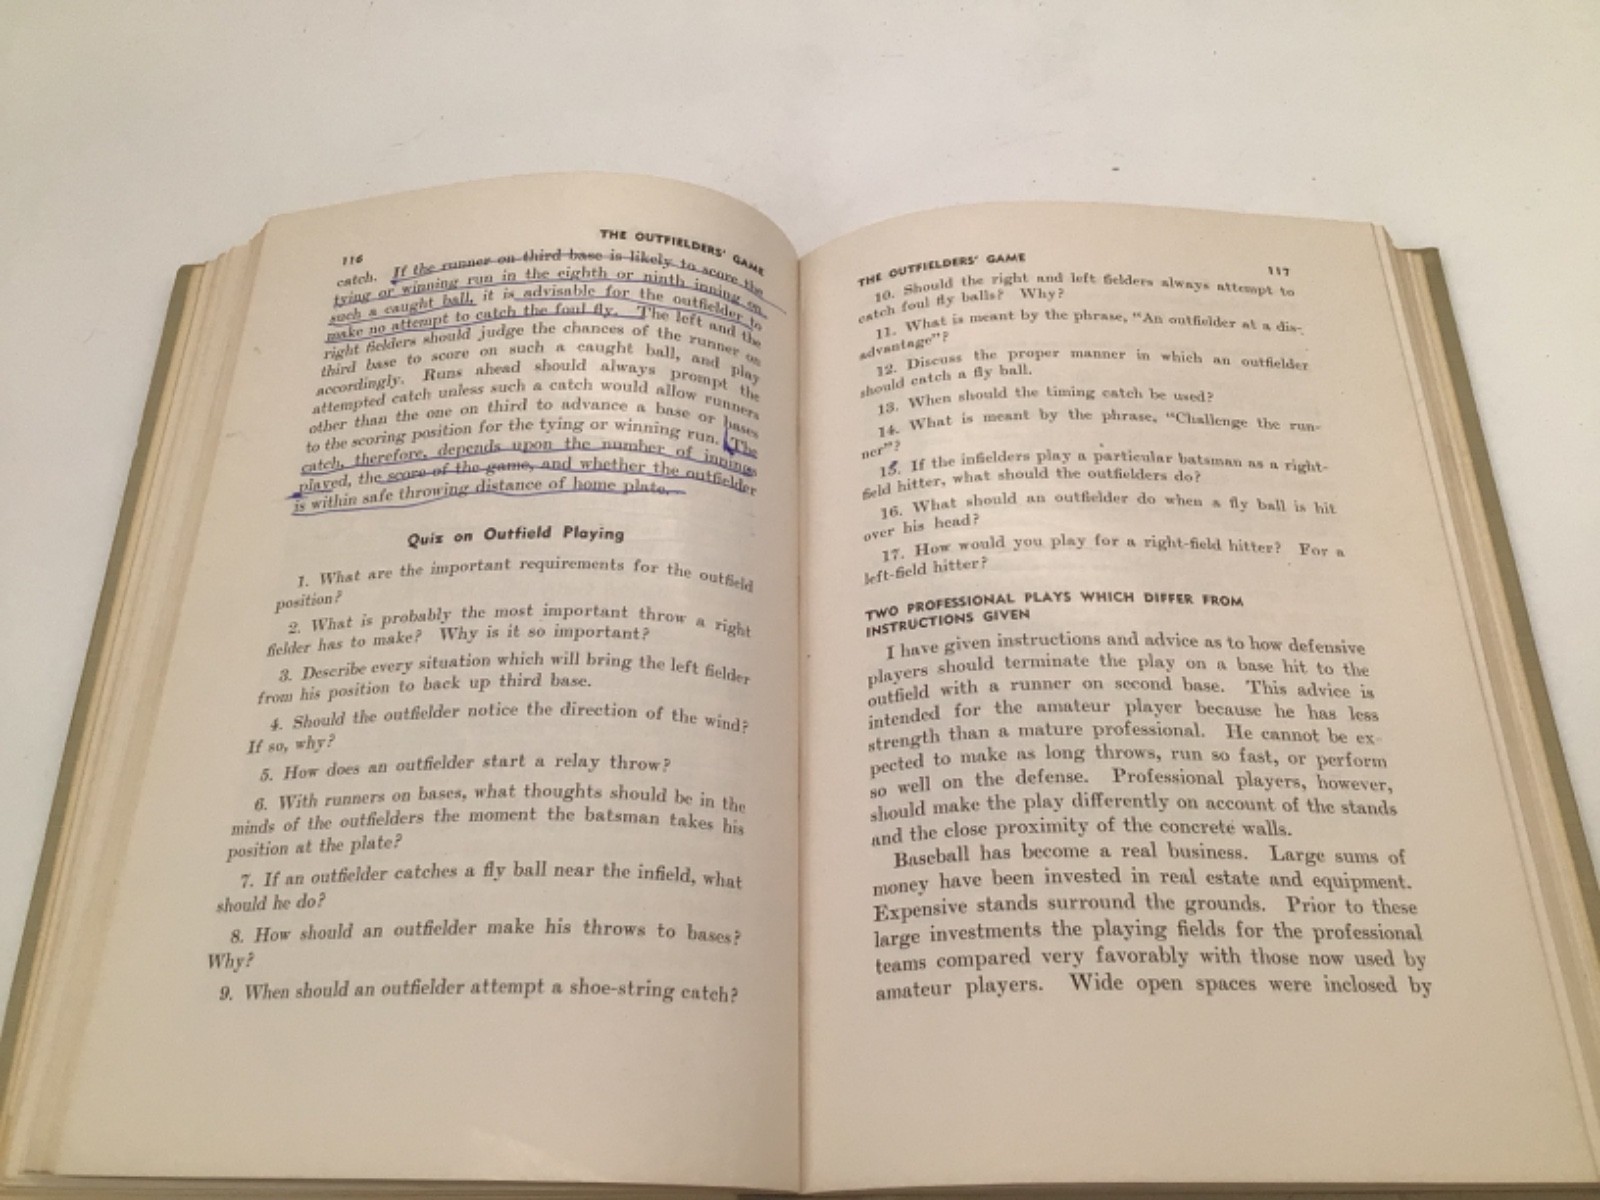 116
THE OUTFIELDERS' GAME
catch. If the runner on third base is likely to score the
tying or winning run in the eighth or ninth inning on
such a caught ball, it is advisable for the outfielder to
make no attempt to catch the foul fly. The left and the
right fielders should judge the chances of the runner on
third base to score on such a caught ball, and play
accordingly. Runs ahead should always prompt the
attempted catch unless such a catch would allow runners
other than the one on third to advance a base or bases
to the scoring position for the tying or winning run. The
catch, therefore, depends upon the number of innings
played, the score of the game, and whether the outfielder
is within safe throwing distance of home plate.
Quiz on Outfield Playing
1. What are the important requirements for the outfield
position?
2. What is probably the most important throw a right
fielder has to make? Why is it so important?
3. Describe every situation which will bring the left fielder
from his position to back up third base.
4. Should the outfielder notice the direction of the wind?
If so, why?
5. How does an outfielder start a relay throw?
6. With runners on bases, what thoughts should be in the
minds of the outfielders the moment the batsman takes his
position at the plate?
7. If an outfielder catches a fly ball near the infield, what
should he do?
8. How should an outfielder make his throws to bases?
Why?
9. When should an outfielder attempt a shoe-string catch?
THE OUTFIELDERS' GAME
117
10. Should the right and left fielders always attempt to
catch foul fly balls? Why?
11. What is meant by the phrase, "An outfielder at a dis-
advantage"?
12. Discuss the proper manner in which an outfielder
should catch a fly ball.
13. When should the timing catch be used?
14. What is meant by the phrase, "Challenge the run-
ner"?
15. If the infielders play a particular batsman as a right-
field hitter, what should the outfielders do?
16. What should an outfielder do when a fly ball is hit
over his head?
17. How would you play for a right-field hitter? For a
left-field hitter?
TWO PROFESSIONAL PLAYS WHICH DIFFER FROM
INSTRUCTIONS GIVEN
I have given instructions and advice as to how defensive
players should terminate the play on a base hit to the
outfield with a runner on second base. This advice is
intended for the amateur player because he has less
strength than a mature professional. He cannot be ex-
pected to make as long throws, run so fast, or perform
so well on the defense. Professional players, however,
should make the play differently on account of the stands
and the close proximity of the concrete walls.
Baseball has become a real business. Large sums of
money have been invested in real estate and equipment.
Expensive stands surround the grounds. Prior to these
large investments the playing fields for the professional
teams compared very favorably with those now used by
amateur players. Wide open spaces were inclosed by